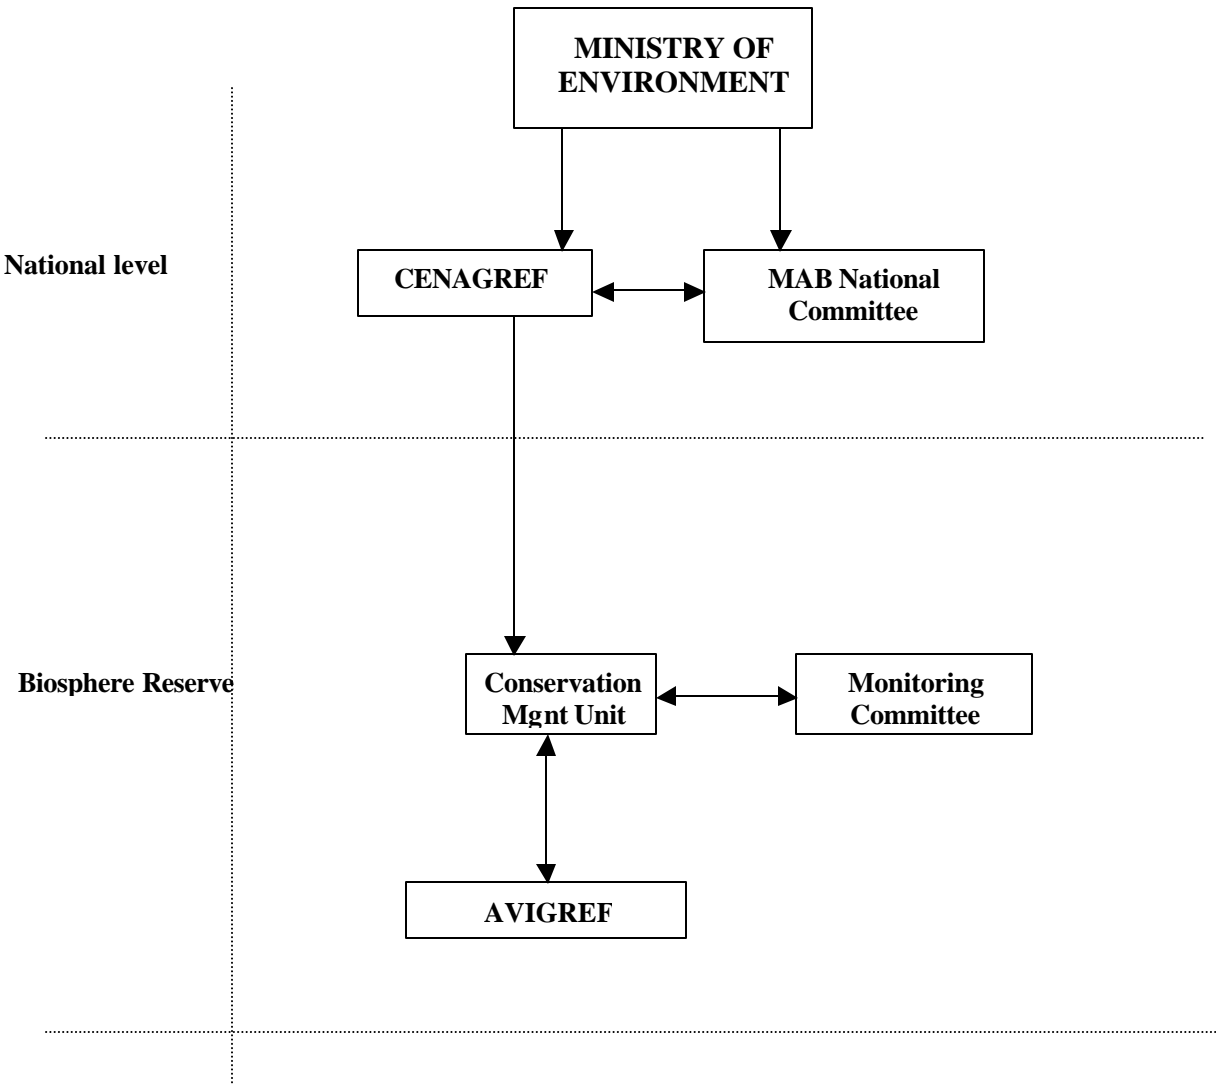 MINISTRY OF
ENVIRONMENT
National level
CENAGREF
MAB National
Committee
Biosphere Reserve
Conservation
Mgnt Unit
Monitoring
Committee
AVIGREF